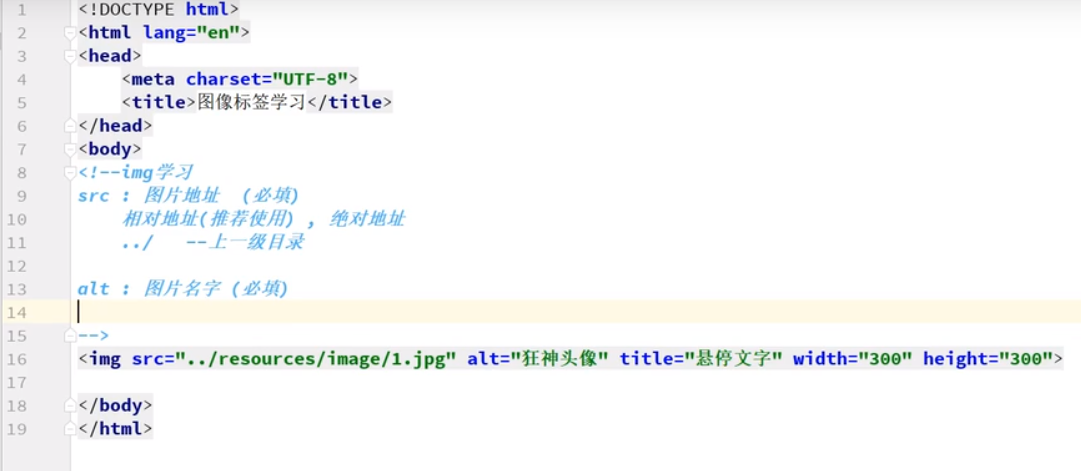 1 <!DOCTYPE html>
2 <html lang="en">
3 <head>
4     <meta charset="UTF-8">
5     <title>图像标签学习</title>
6 </head>
7 <body>
8 <!--img学习
9 src : 图片地址 (必填)
10     相对地址(推荐使用) , 绝对地址
11     ../   --上一级目录
12
13 alt : 图片名字 (必填)
14
15 -->
16 <img src="../resources/image/1.jpg" alt="狂神头像" title="悬停文字" width="300" height="300">
17
18 </body>
19 </html>